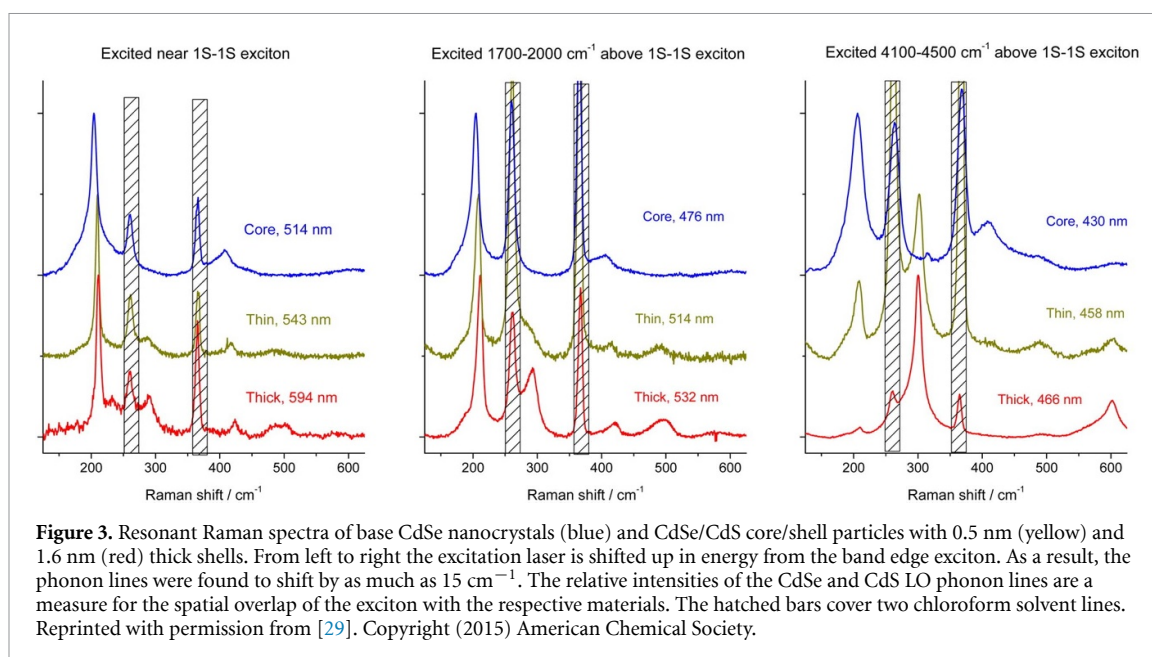 Excited near 1S-1S exciton
Excited 1700-2000 cm⁻¹ above 1S-1S exciton
Excited 4100-4500 cm⁻¹ above 1S-1S exciton
Core, 514 nm
Thin, 543 nm
Thick, 594 nm
Core, 476 nm
Thin, 514 nm
Thick, 532 nm
Core, 430 nm
Thin, 458 nm
Thick, 466 nm
200 300 400 500 600
200 300 400 500 600
200 300 400 500 600
Raman shift / cm⁻¹
Raman shift / cm⁻¹
Raman shift / cm⁻¹
Figure 3. Resonant Raman spectra of base CdSe nanocrystals (blue) and CdSe/CdS core/shell particles with 0.5 nm (yellow) and
1.6 nm (red) thick shells. From left to right the excitation laser is shifted up in energy from the band edge exciton. As a result, the
phonon lines were found to shift by as much as 15 cm⁻¹. The relative intensities of the CdSe and CdS LO phonon lines are a
measure for the spatial overlap of the exciton with the respective materials. The hatched bars cover two chloroform solvent lines.
Reprinted with permission from [29]. Copyright (2015) American Chemical Society.